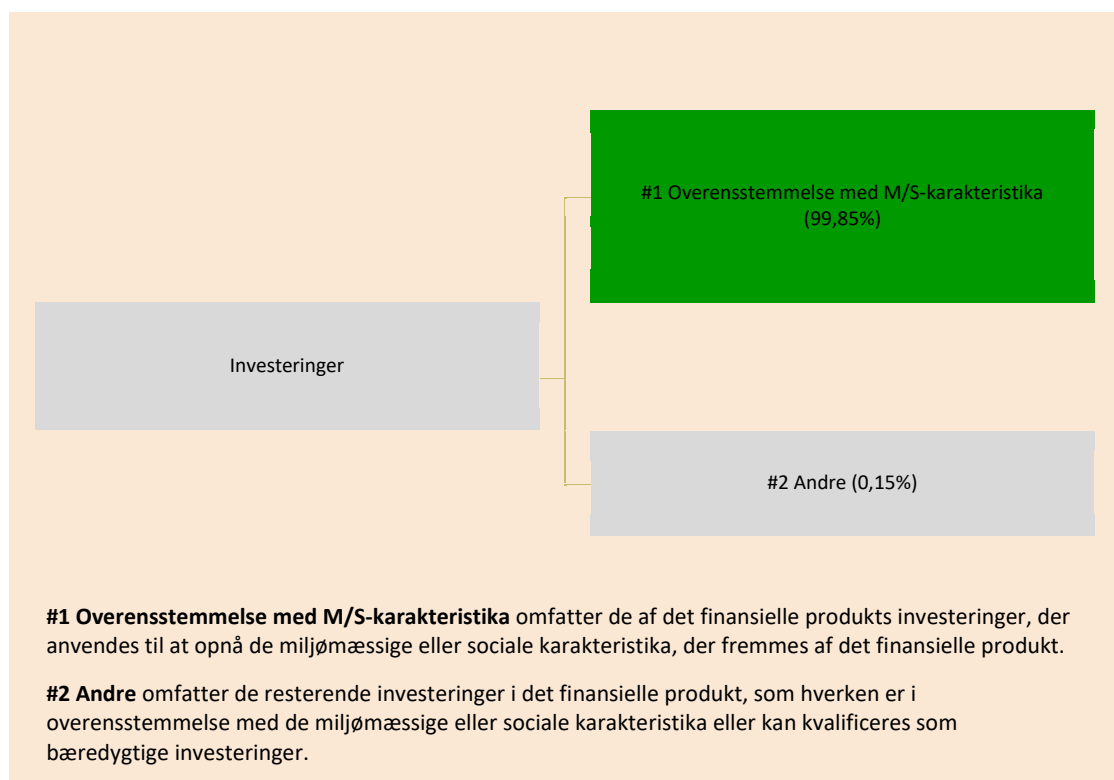 #1 Overensstemmelse med M/S-karakteristika
(99,85%)
Investeringer
#2 Andre (0,15%)
#1 Overensstemmelse med M/S-karakteristika omfatter de af det finansielle produkts investeringer, der
anvendes til at opnå de miljømæssige eller sociale karakteristika, der fremmes af det finansielle produkt.
#2 Andre omfatter de resterende investeringer i det finansielle produkt, som hverken er i
overensstemmelse med de miljømæssige eller sociale karakteristika eller kan kvalificeres som
bæredygtige investeringer.